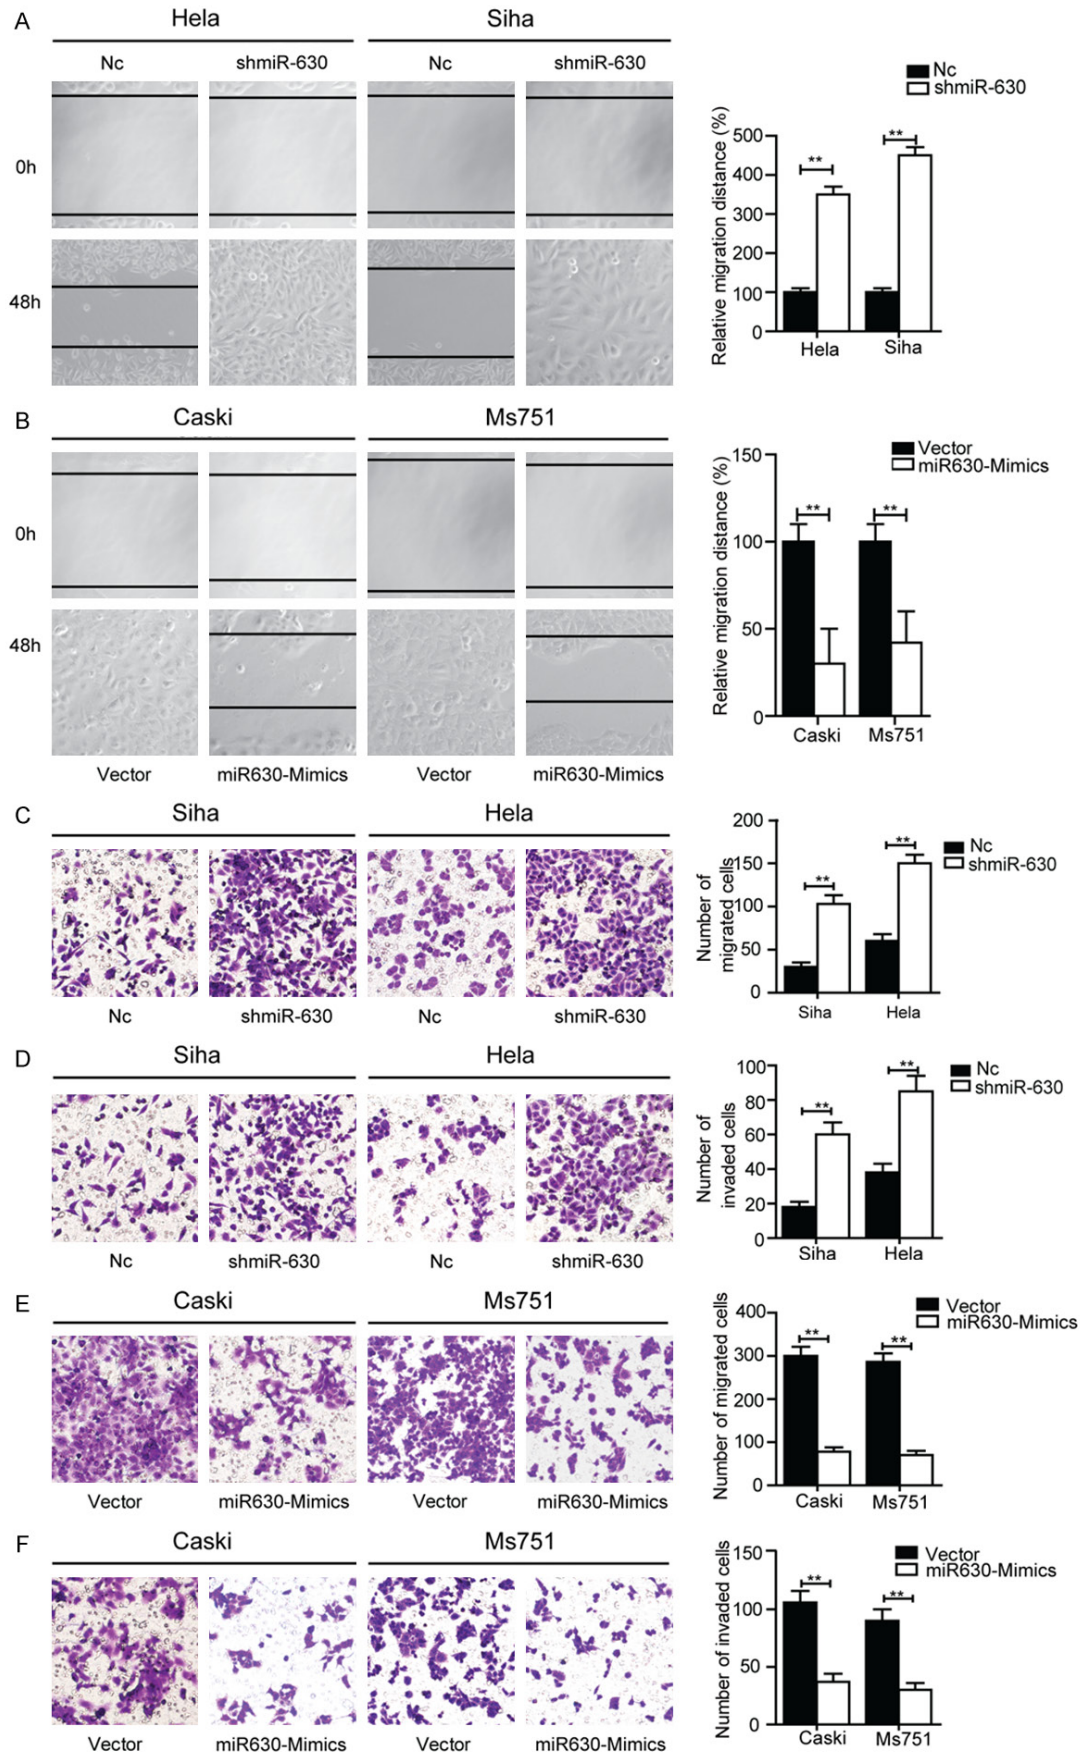 A
Hela
Siha
Nc
shmiR-630
Nc
shmiR-630
0h
48h
Nc
shmiR-630
Relative migration distance (%)
500
400
300
200
100
0
**
**
Hela
Siha
B
Caski
Ms751
0h
48h
Vector
miR630-Mimics
Vector
miR630-Mimics
Vector
miR630-Mimics
Relative migration distance (%)
150
100
50
0
**
**
Caski
Ms751
C
Siha
Hela
Nc
shmiR-630
Nc
shmiR-630
Nc
shmiR-630
Number of
migrated cells
200
150
100
50
0
**
**
Siha
Hela
D
Siha
Hela
Nc
shmiR-630
Nc
shmiR-630
Nc
shmiR-630
Number of
invaded cells
100
80
60
40
20
0
**
**
Siha
Hela
E
Caski
Ms751
Vector
miR630-Mimics
Vector
miR630-Mimics
Vector
miR630-Mimics
Number of migrated cells
400
300
200
100
0
**
**
Caski
Ms751
F
Caski
Ms751
Vector
miR630-Mimics
Vector
miR630-Mimics
Vector
miR630-Mimics
Number of invaded cells
150
100
50
0
**
**
Caski
Ms751